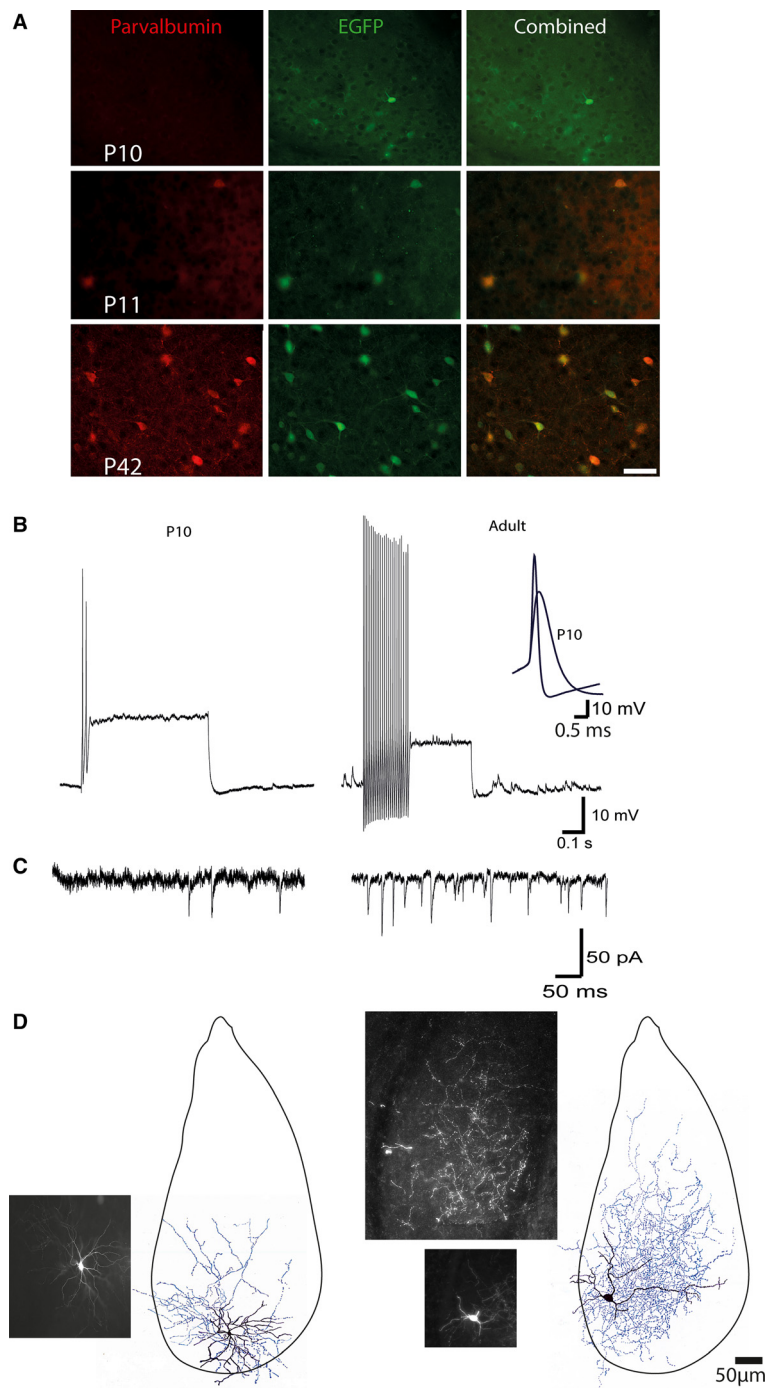 A
Parvalbumin EGFP Combined
P10
P11
P42
B
P10 Adult
P10
10 mV
0.5 ms
10 mV
0.1 s
C
50 pA
50 ms
D
50µm